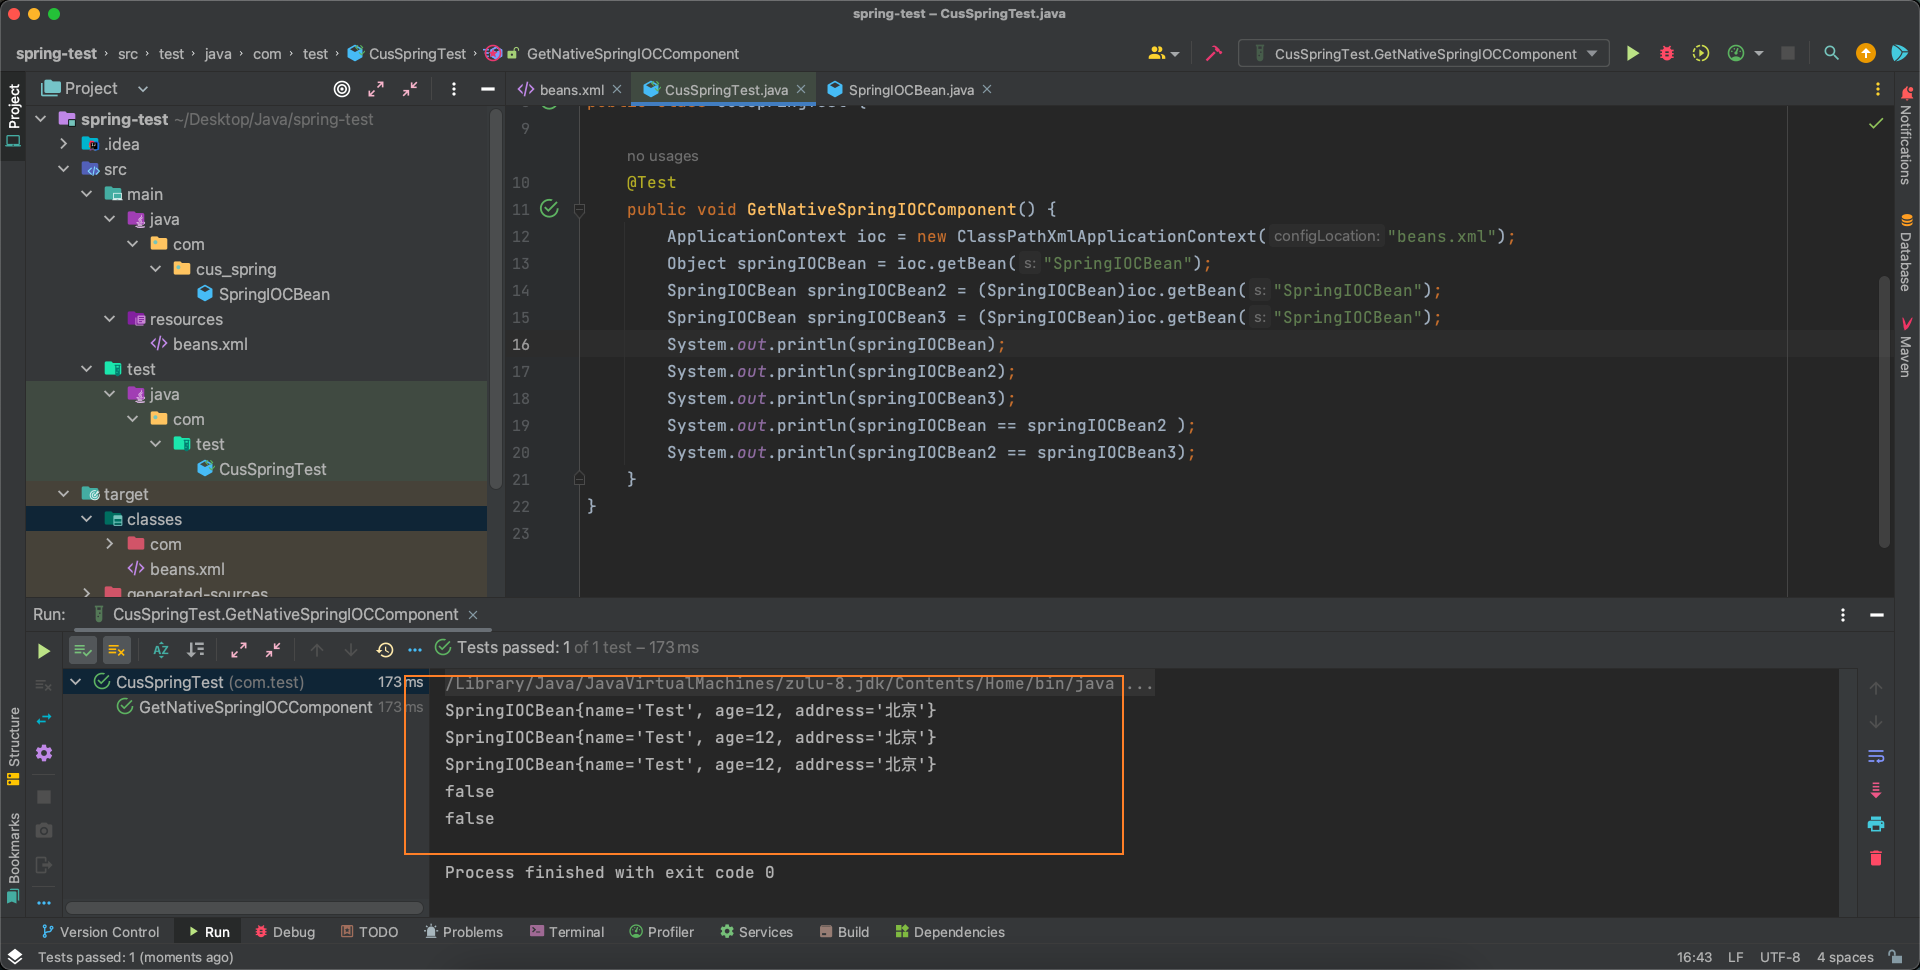 spring-test – CusSpringTest.java
spring-test › src › test › java › com › test › CusSpringTest › GetNativeSpringIOCComponent
CusSpringTest.GetNativeSpringIOCComponent
Project
Project
beans.xml
CusSpringTest.java
SpringIOCBean.java
spring-test ~/Desktop/Java/spring-test
.idea
src
main
java
com
cus_spring
SpringIOCBean
resources
beans.xml
test
java
com
test
CusSpringTest
target
classes
com
beans.xml
generated-sources
9
no usages
10 @Test
11 public void GetNativeSpringIOCComponent() {
12 ApplicationContext ioc = new ClassPathXmlApplicationContext( configLocation: "beans.xml");
13 Object springIOCBean = ioc.getBean( s: "SpringIOCBean");
14 SpringIOCBean springIOCBean2 = (SpringIOCBean)ioc.getBean( s: "SpringIOCBean");
15 SpringIOCBean springIOCBean3 = (SpringIOCBean)ioc.getBean( s: "SpringIOCBean");
16 System.out.println(springIOCBean);
17 System.out.println(springIOCBean2);
18 System.out.println(springIOCBean3);
19 System.out.println(springIOCBean == springIOCBean2 );
20 System.out.println(springIOCBean2 == springIOCBean3);
21 }
22 }
23
Notifications
Database
Maven
Run: CusSpringTest.GetNativeSpringIOCComponent
Tests passed: 1 of 1 test – 173 ms
CusSpringTest (com.test) 173 ms
GetNativeSpringIOCComponent 173 ms
/Library/Java/JavaVirtualMachines/zulu-8.jdk/Contents/Home/bin/java ...
SpringIOCBean{name='Test', age=12, address='北京'}
SpringIOCBean{name='Test', age=12, address='北京'}
SpringIOCBean{name='Test', age=12, address='北京'}
false
false
Process finished with exit code 0
Structure
Bookmarks
Version Control
Run
Debug
TODO
Problems
Terminal
Profiler
Services
Build
Dependencies
Tests passed: 1 (moments ago)
16:43 LF UTF-8 4 spaces